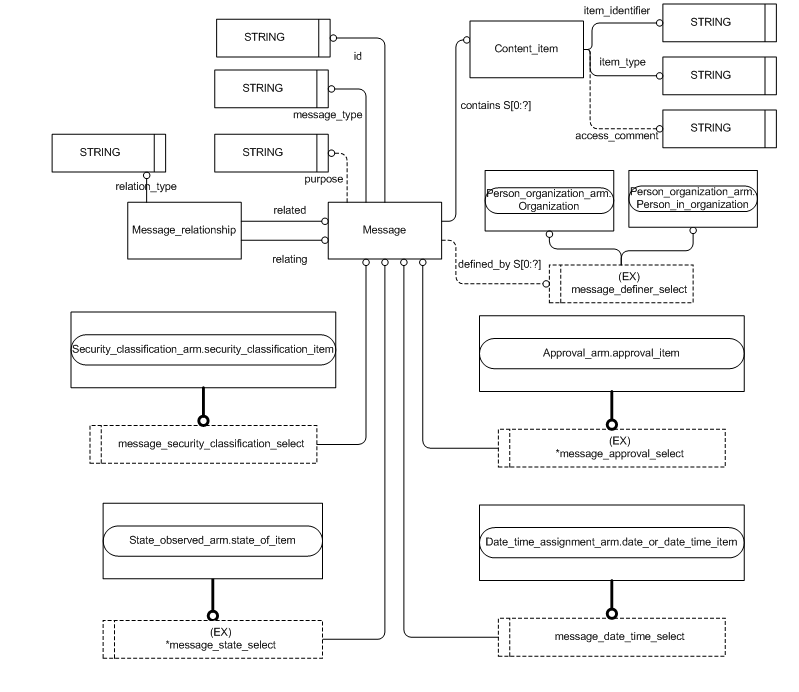 STRING
id
STRING
message_type
STRING
purpose
STRING
relation_type
Message_relationship
related
relating
Message
Content_item
contains S[0:?]
item_identifier
STRING
item_type
STRING
access_comment
STRING
Person_organization_arm.
Organization
Person_organization_arm.
Person_in_organization
defined_by S[0:?]
(EX)
message_definer_select
Security_classification_arm.security_classification_item
message_security_classification_select
Approval_arm.approval_item
(EX)
*message_approval_select
State_observed_arm.state_of_item
(EX)
*message_state_select
Date_time_assignment_arm.date_or_date_time_item
message_date_time_select